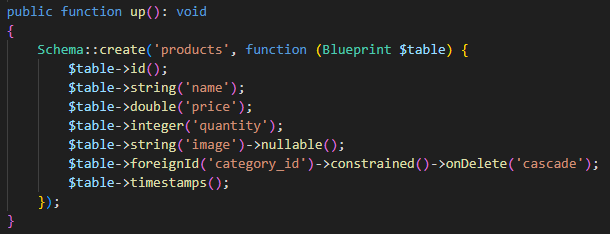 public function up(): void
{
    Schema::create('products', function (Blueprint $table) {
        $table->id();
        $table->string('name');
        $table->double('price');
        $table->integer('quantity');
        $table->string('image')->nullable();
        $table->foreignId('category_id')->constrained()->onDelete('cascade');
        $table->timestamps();
    });
}